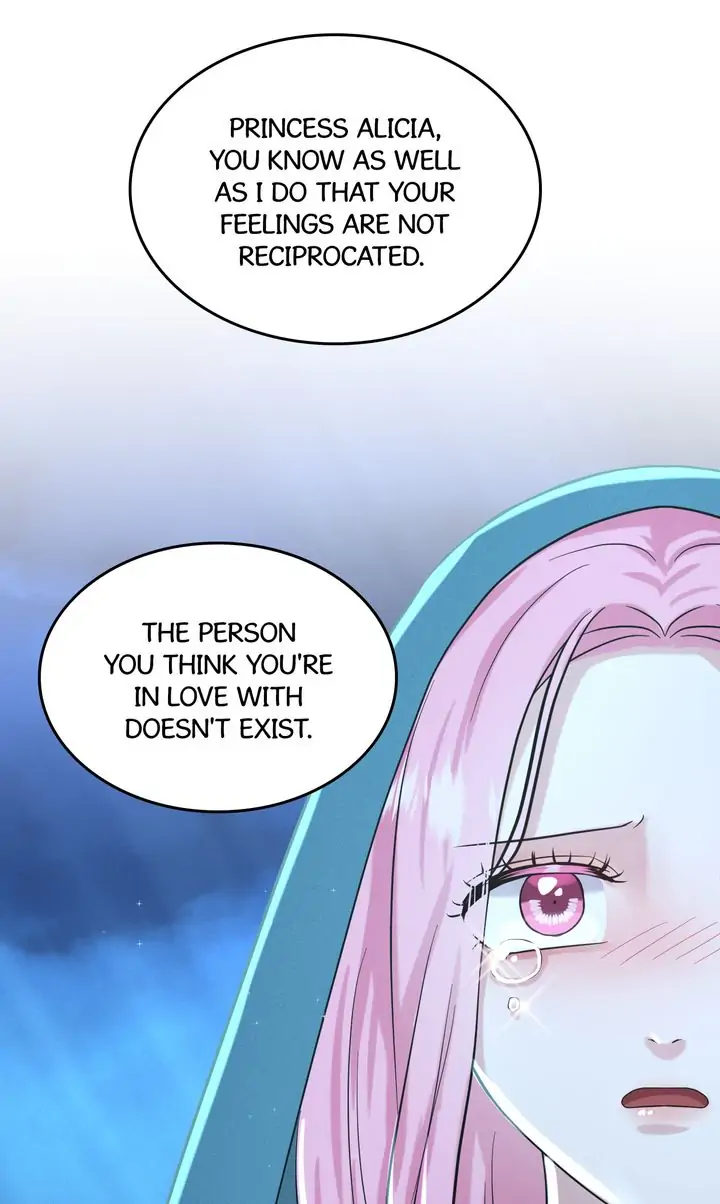 PRINCESS ALICIA,
YOU KNOW AS WELL
AS I DO THAT YOUR
FEELINGS ARE NOT
RECIPROCATED.
THE PERSON
YOU THINK YOU'RE
IN LOVE WITH
DOESN'T EXIST.